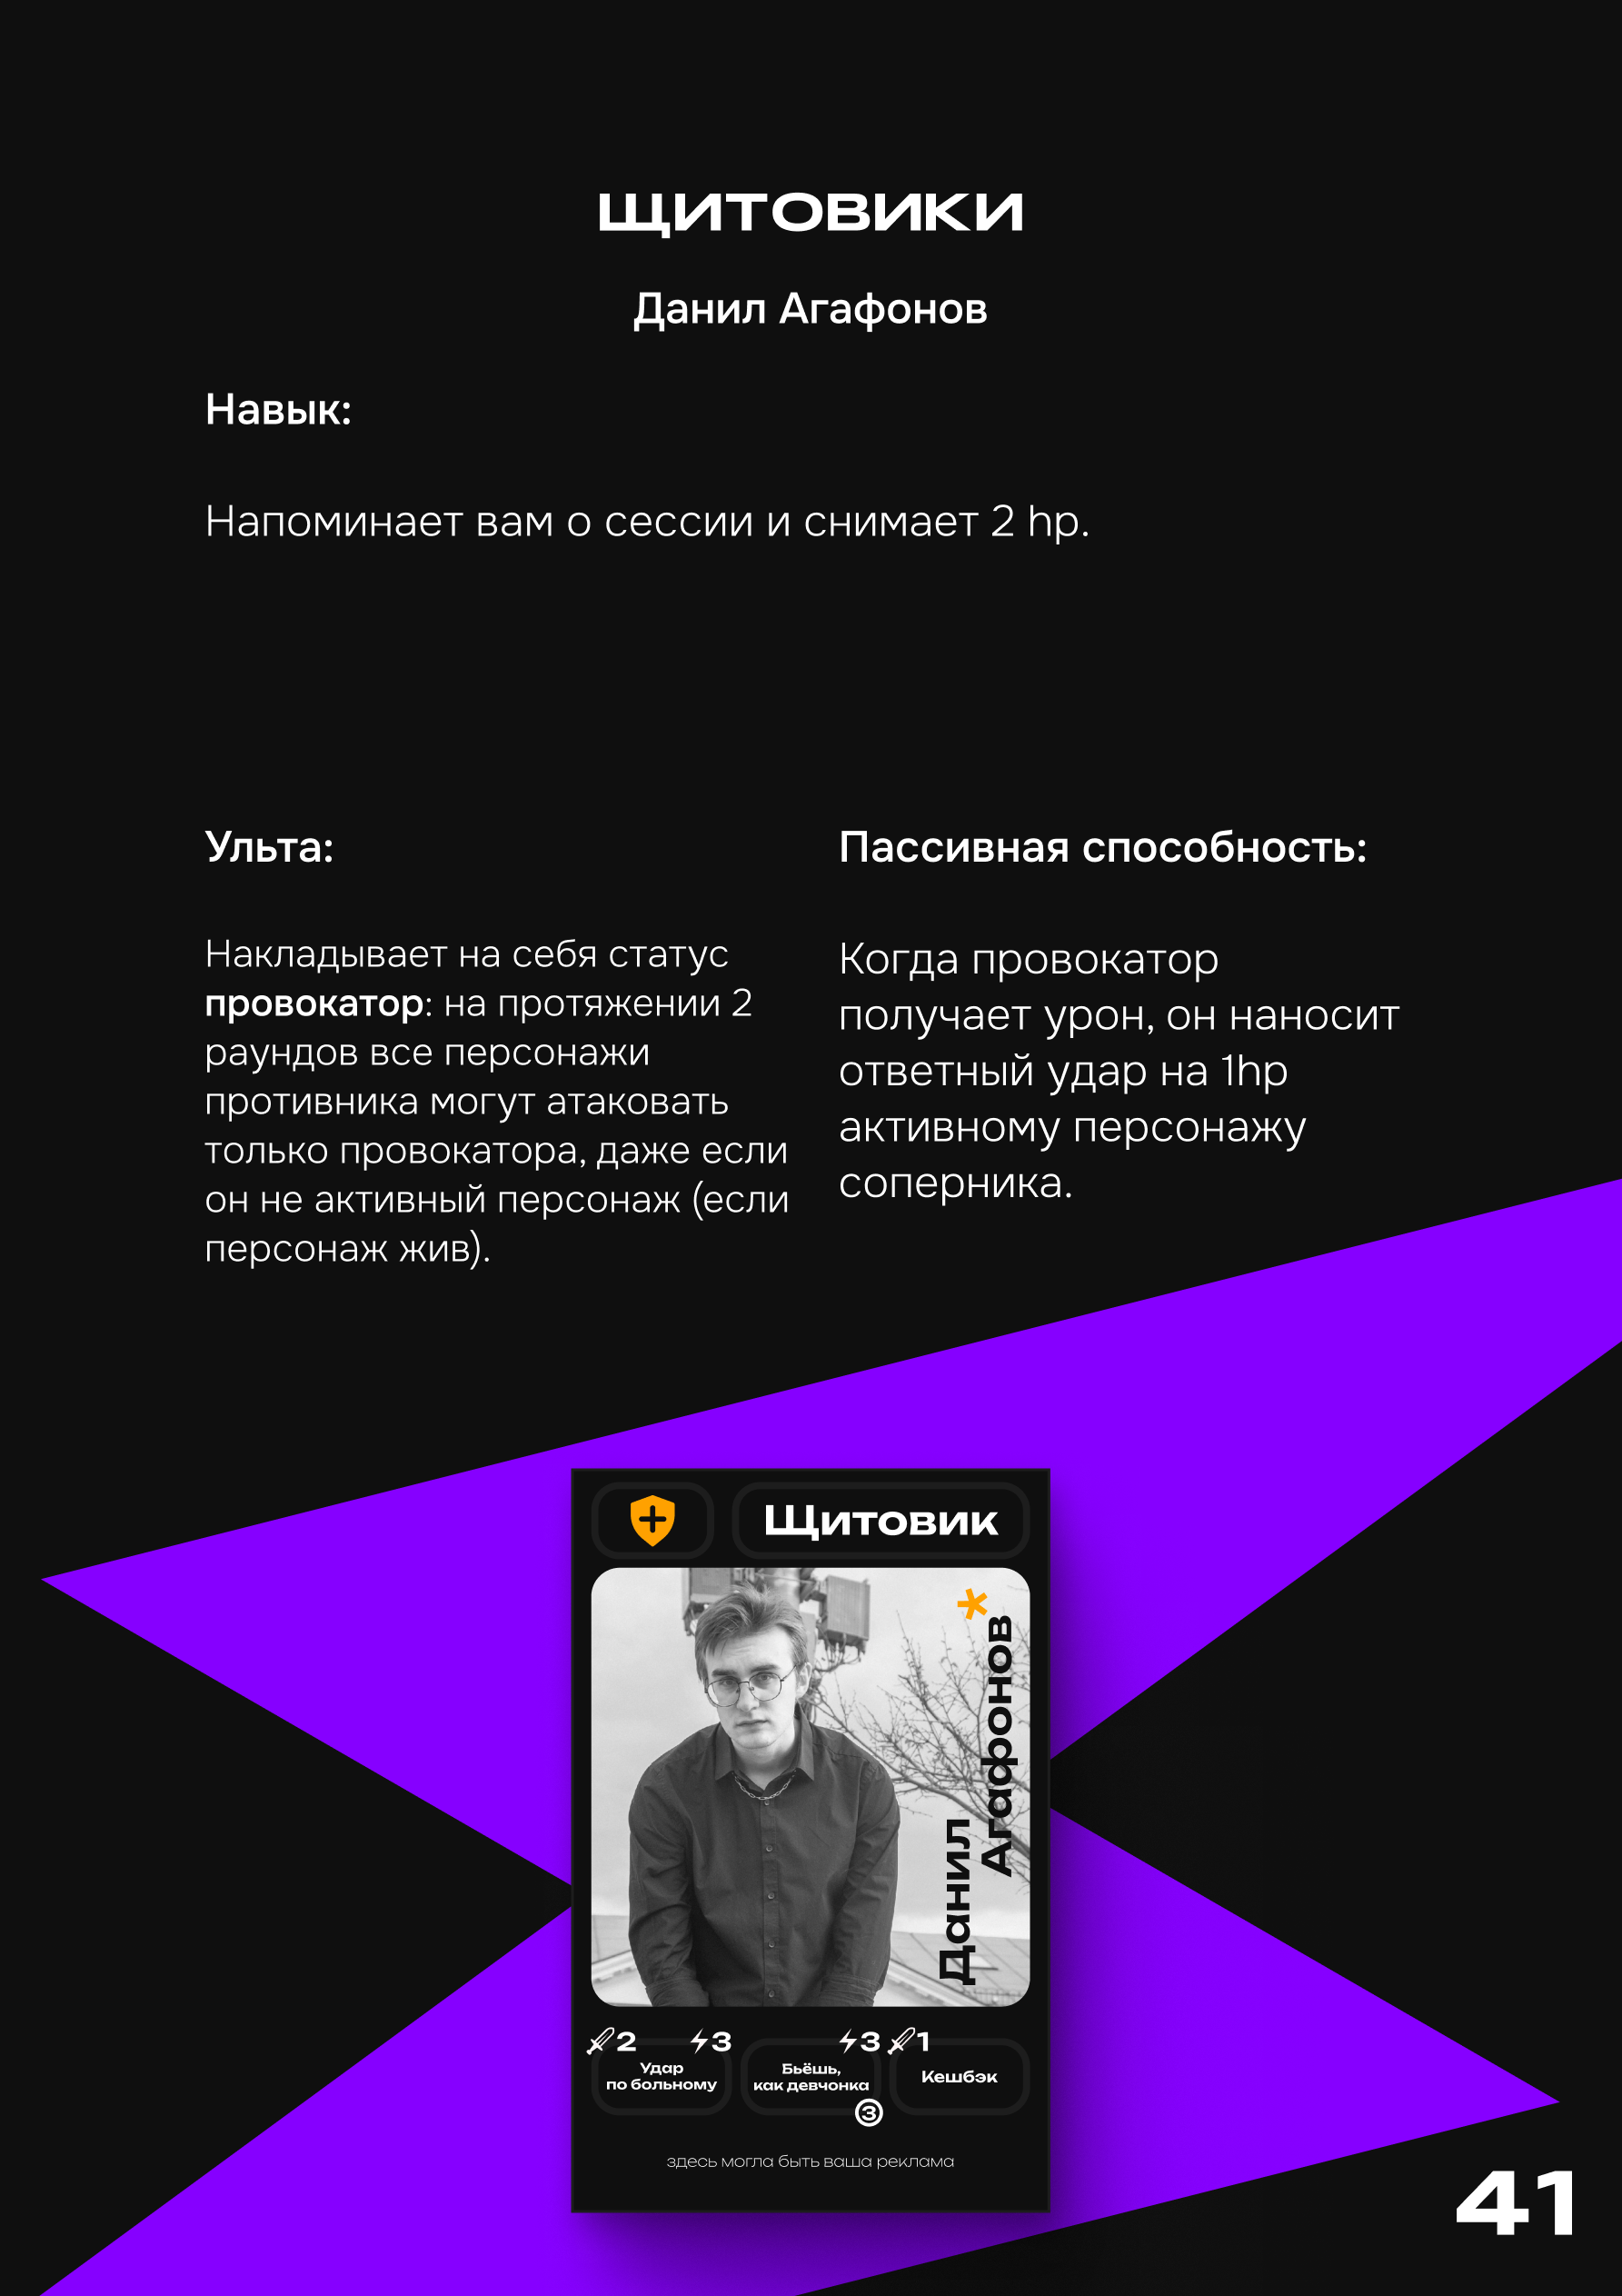 ЩИТОВИКИ
Данил Агафонов
Навык:
Напоминает вам о сессии и снимает 2 hp.
Ульта:
Накладывает на себя статус
провокатор: на протяжении 2
раундов все персонажи
противника могут атаковать
только провокатора, даже если
он не активный персонаж (если
персонаж жив).
Пассивная способность:
Когда провокатор
получает урон, он наносит
ответный удар на 1hp
активному персонажу
соперника.
Щитовик
Данил
Агафонов*
2 3
Удар
по больному
3
Бьёшь,
как девчонка
3
1
Кешбэк
здесь могла быть ваша реклама
41